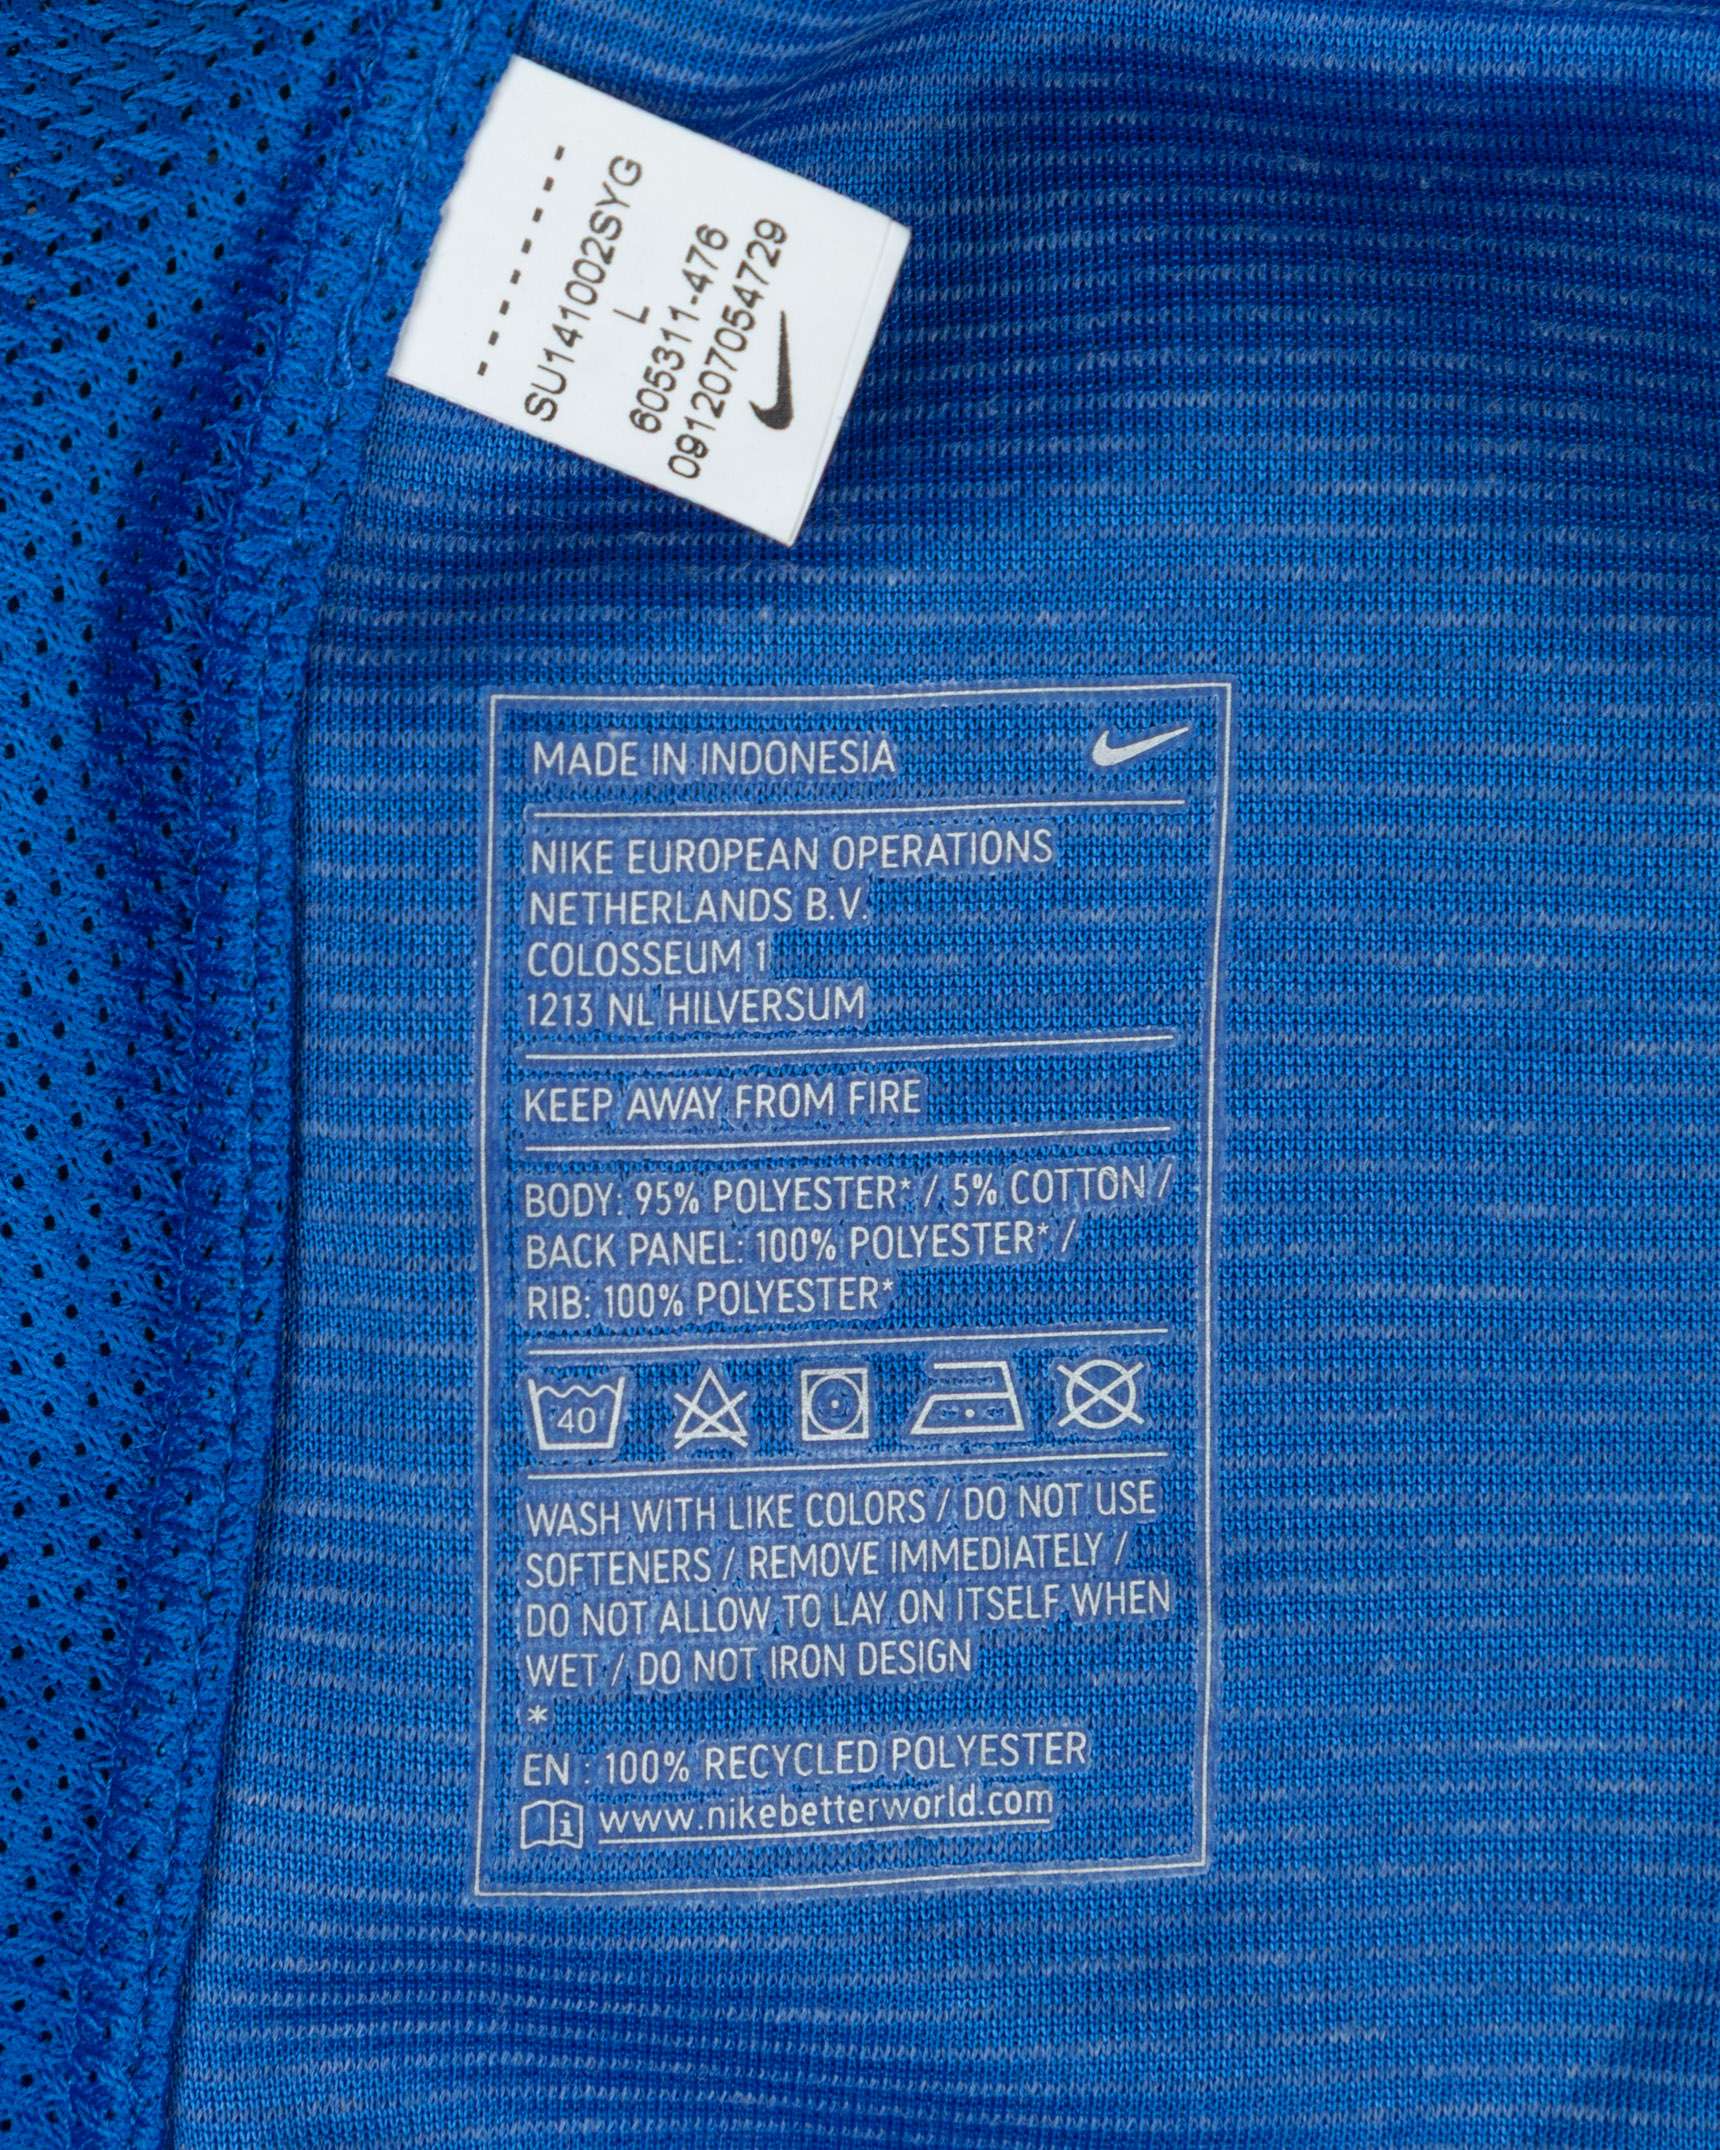 SU141002SYG
L
605311-476
091207054729
MADE IN INDONESIA
NIKE EUROPEAN OPERATIONS
NETHERLANDS B.V.
COLOSSEUM 1
1213 NL HILVERSUM
KEEP AWAY FROM FIRE
BODY: 95% POLYESTER* / 5% COTTON /
BACK PANEL: 100% POLYESTER* /
RIB: 100% POLYESTER*
40
WASH WITH LIKE COLORS / DO NOT USE
SOFTENERS / REMOVE IMMEDIATELY /
DO NOT ALLOW TO LAY ON ITSELF WHEN
WET / DO NOT IRON DESIGN
*
EN : 100% RECYCLED POLYESTER
i www.nikebetterworld.com